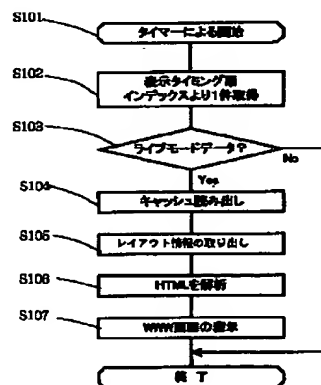 S101
タイマーによる開始
S102
表示タイミング順
インデックスより1件取得
S103
ライブモードデータ?
No
Yes
S104
キャッシュ読み出し
S105
レイアウト情報の取り出し
S106
HTMLを解析
S107
WWW画面の表示
終了